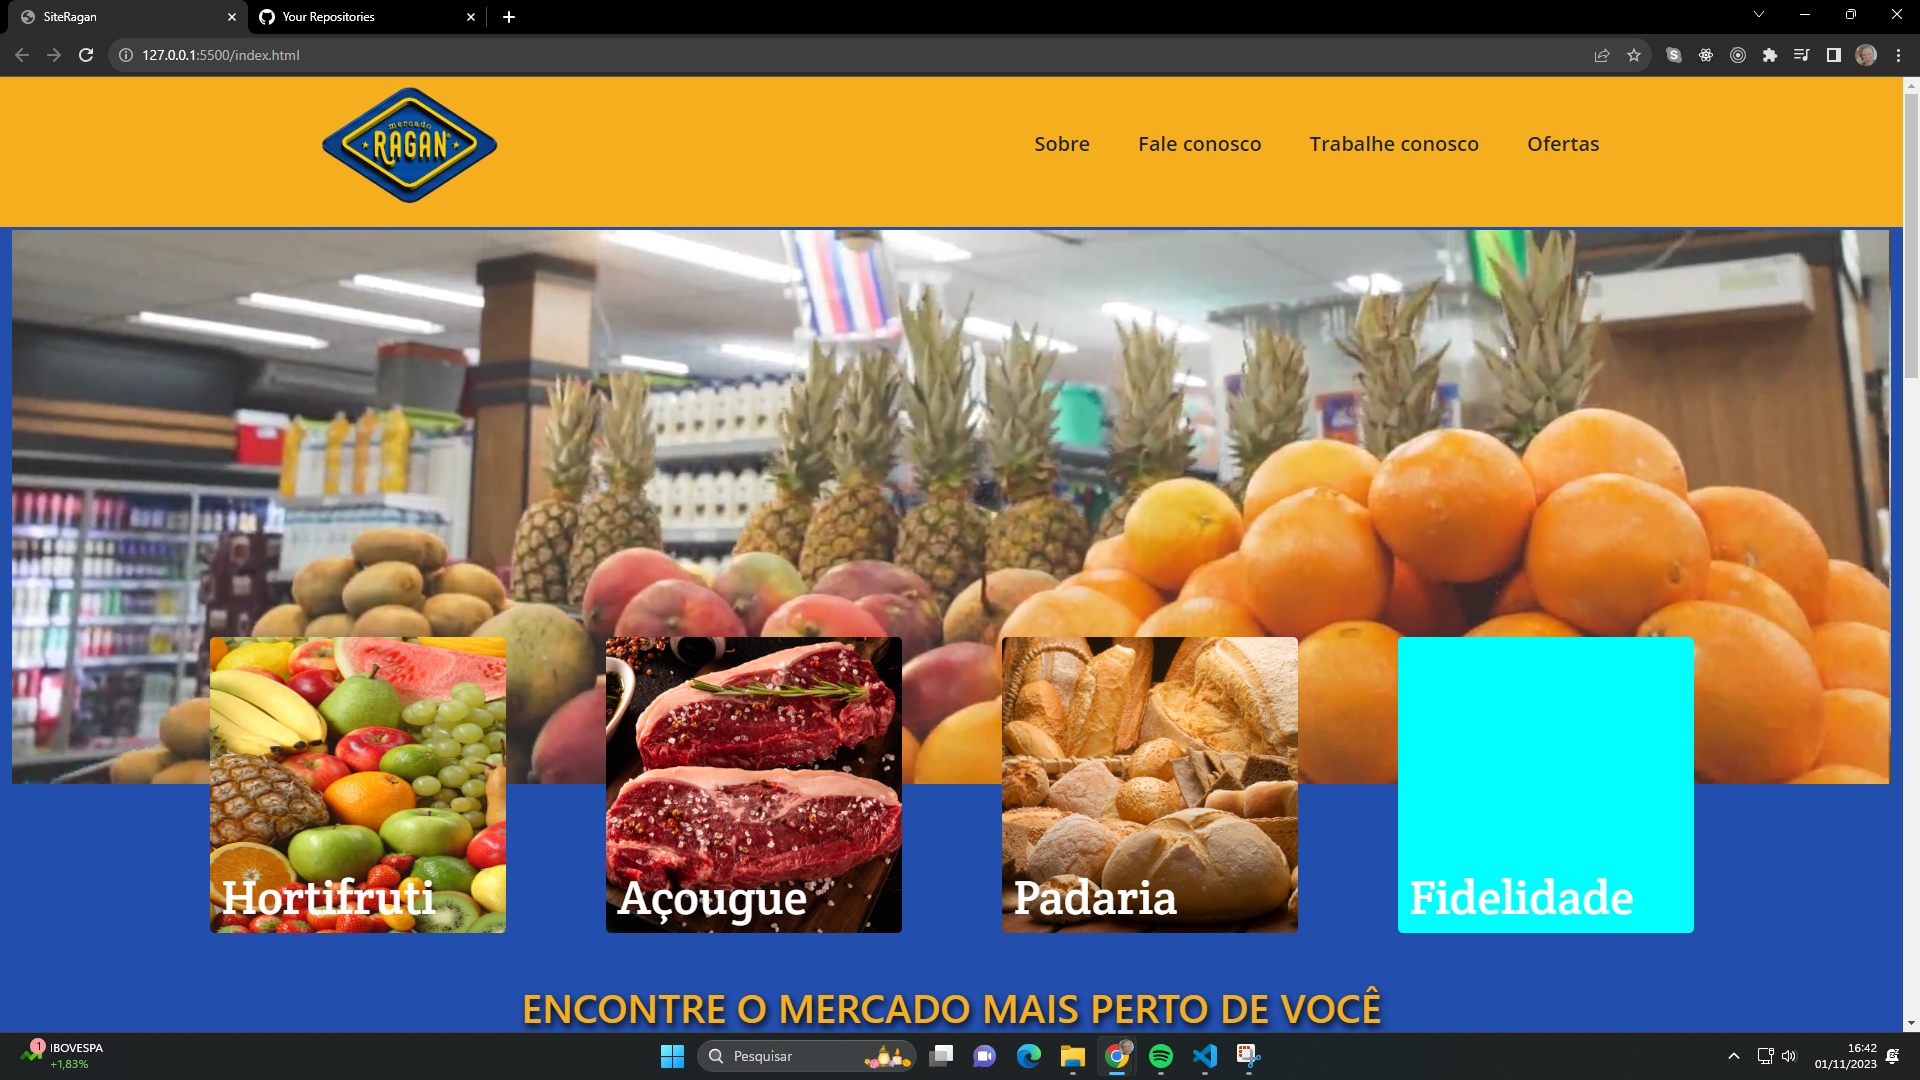 SiteRagan
Your Repositories
127.0.0.1:5500/index.html
mercado
RAGAN
Sobre
Fale conosco
Trabalhe conosco
Ofertas
Hortifruti
Açougue
Padaria
Fidelidade
ENCONTRE O MERCADO MAIS PERTO DE VOCÊ
1
IBOVESPA
+1,83%
Pesquisar
16:42
01/11/2023